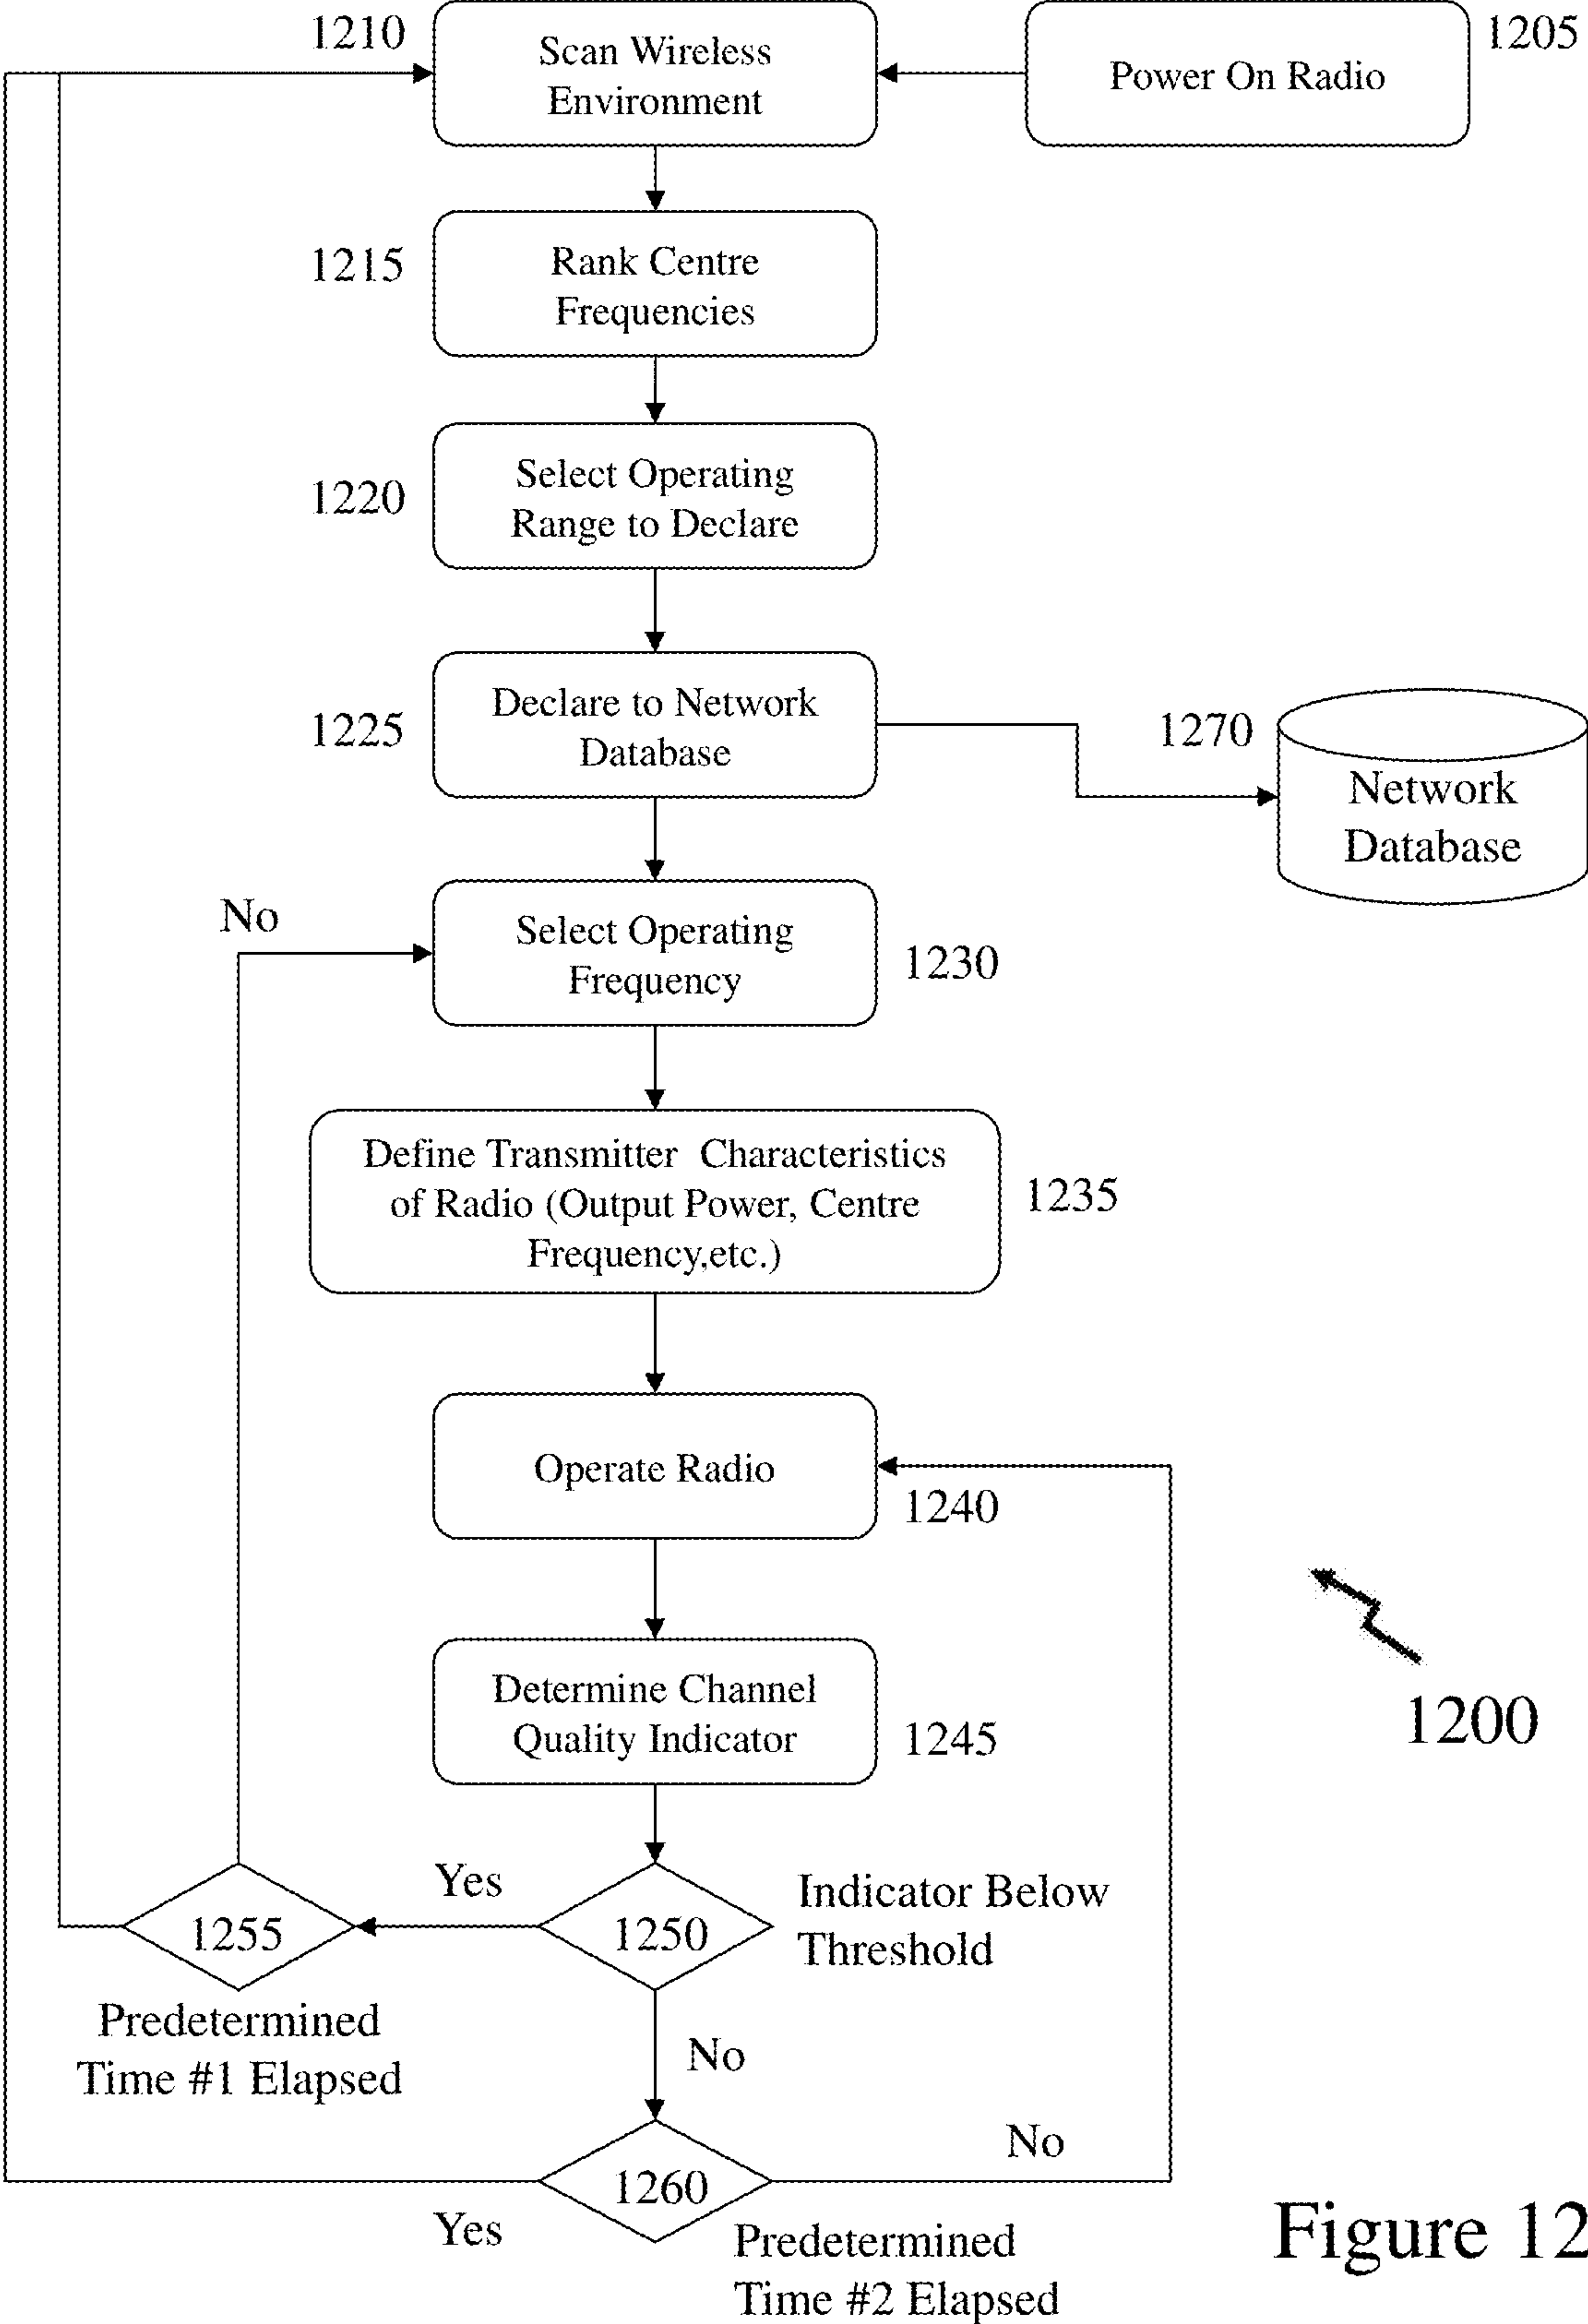 1210
Scan Wireless
Environment
Power On Radio
1205
1215
Rank Centre
Frequencies
1220
Select Operating
Range to Declare
1225
Declare to Network
Database
1270
Network
Database
No
Select Operating
Frequency
1230
Define Transmitter Characteristics
of Radio (Output Power, Centre
Frequency,etc.)
1235
Operate Radio
1240
Determine Channel
Quality Indicator
1245
1200
Yes
Indicator Below
Threshold
1255
1250
Predetermined
Time #1 Elapsed
No
No
1260
Yes
Predetermined
Time #2 Elapsed
Figure 12